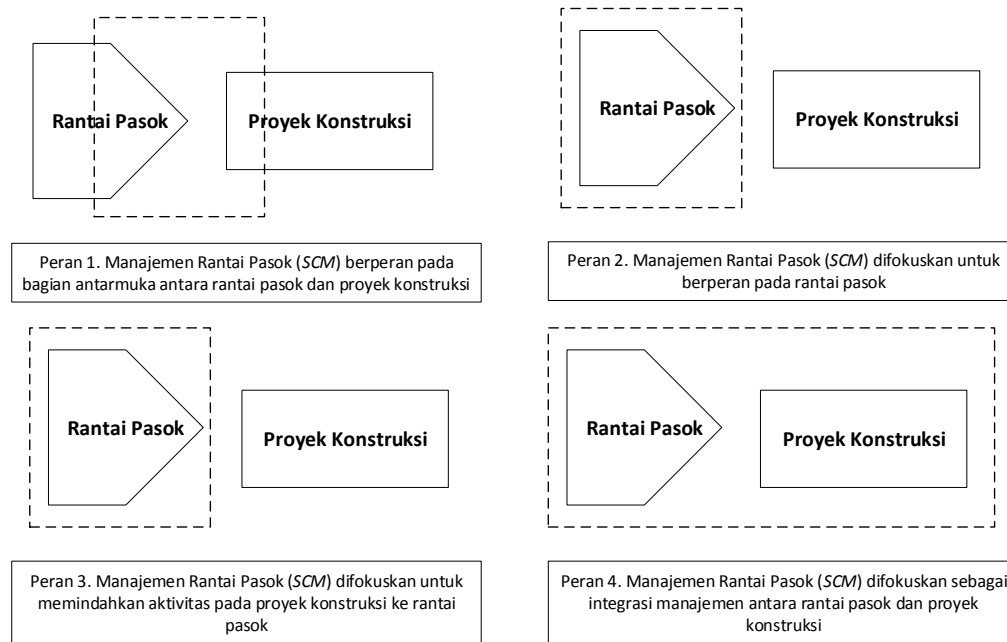 Rantai Pasok
Proyek Konstruksi
Rantai Pasok
Proyek Konstruksi
Peran 1. Manajemen Rantai Pasok (SCM) berperan pada
bagian antarmuka antara rantai pasok dan proyek konstruksi
Peran 2. Manajemen Rantai Pasok (SCM) difokuskan untuk
berperan pada rantai pasok
Rantai Pasok
Proyek Konstruksi
Rantai Pasok
Proyek Konstruksi
Peran 3. Manajemen Rantai Pasok (SCM) difokuskan untuk
memindahkan aktivitas pada proyek konstruksi ke rantai
pasok
Peran 4. Manajemen Rantai Pasok (SCM) difokuskan sebagai
integrasi manajemen antara rantai pasok dan proyek
konstruksi